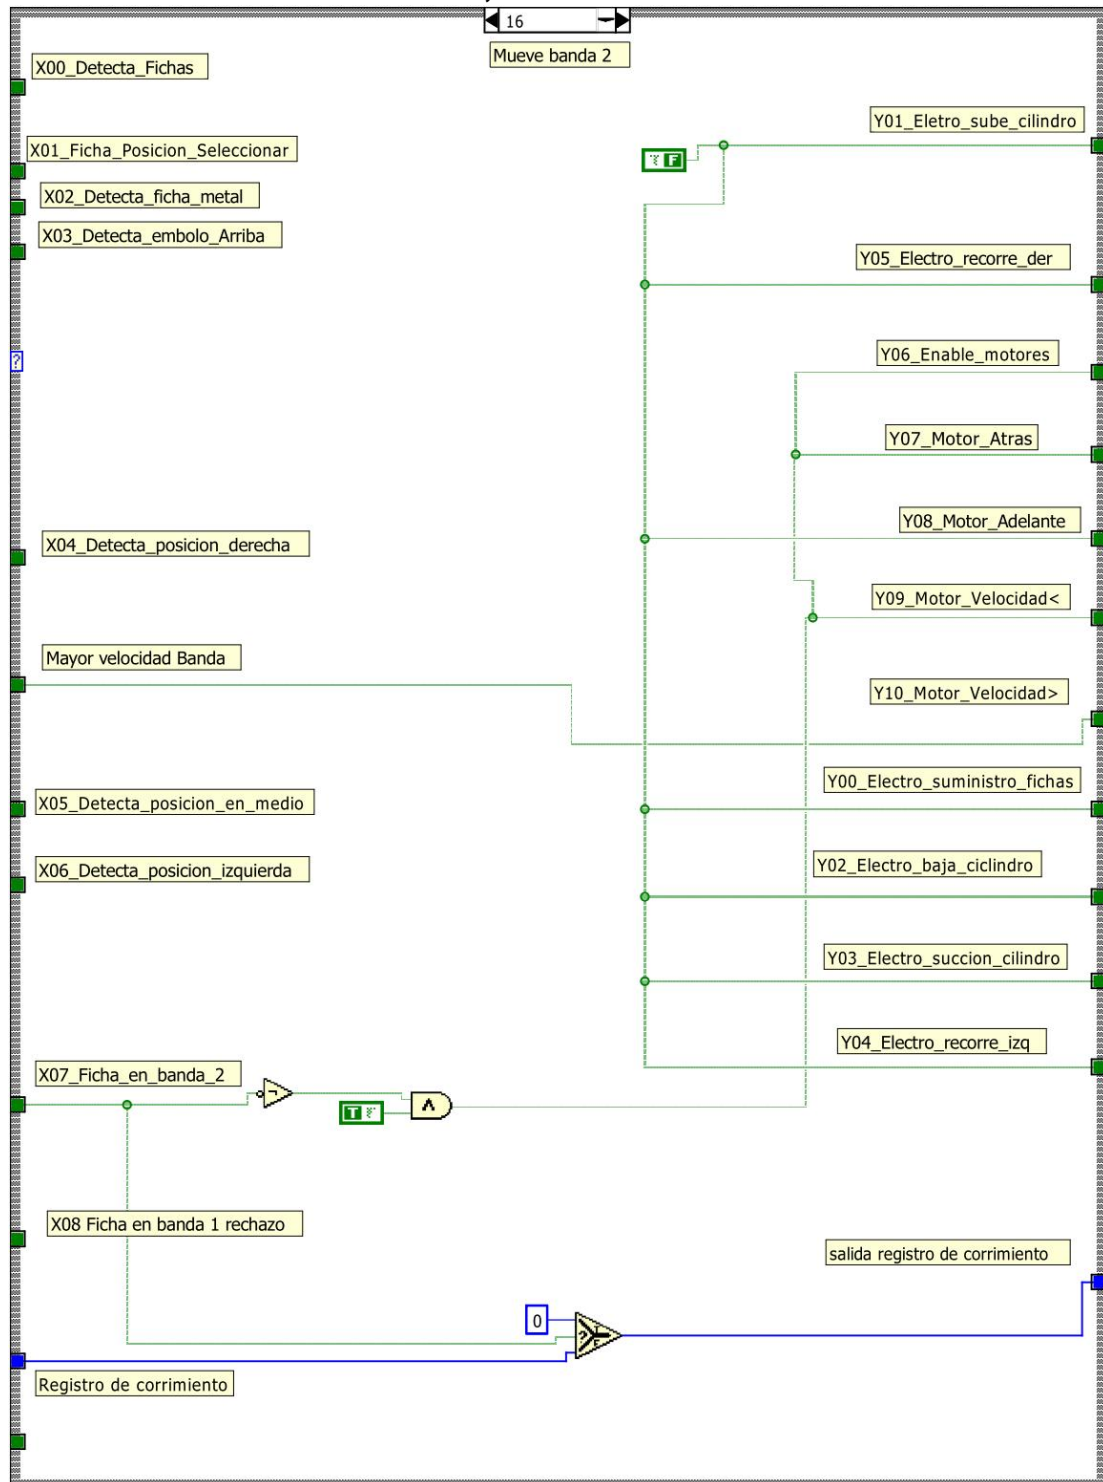 16
Mueve banda 2
X00_Detecta_Fichas
X01_Ficha_Posicion_Seleccionar
X02_Detecta_ficha_metal
X03_Detecta_embolo_Arriba
?
X04_Detecta_posicion_derecha
Mayor velocidad Banda
X05_Detecta_posicion_en_medio
X06_Detecta_posicion_izquierda
X07_Ficha_en_banda_2
T
X08 Ficha en banda 1 rechazo
0
?
Registro de corrimiento
F
Y01_Eletro_sube_cilindro
Y05_Electro_recorre_der
Y06_Enable_motores
Y07_Motor_Atras
Y08_Motor_Adelante
Y09_Motor_Velocidad<
Y10_Motor_Velocidad>
Y00_Electro_suministro_fichas
Y02_Electro_baja_ciclindro
Y03_Electro_succion_cilindro
Y04_Electro_recorre_izq
salida registro de corrimiento